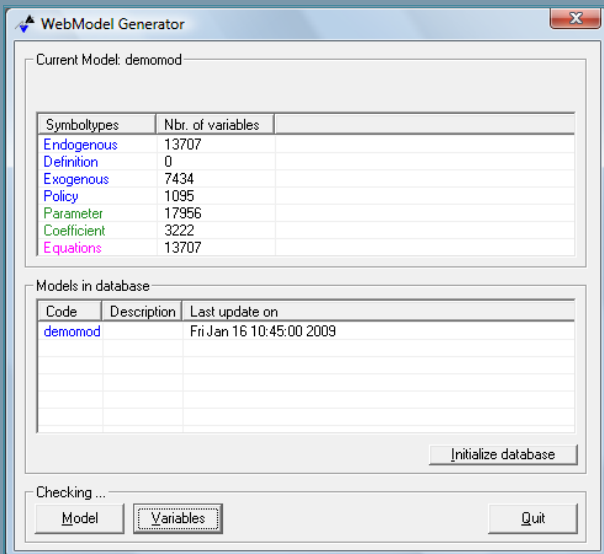 WebModel Generator
Current Model: demomod
Symboltypes Nbr. of variables
Endogenous 13707
Definition 0
Exogenous 7434
Policy 1095
Parameter 17956
Coefficient 3222
Equations 13707
Models in database
Code Description Last update on
demomod Fri Jan 16 10:45:00 2009
Initialize database
Checking ...
Model Variables Quit